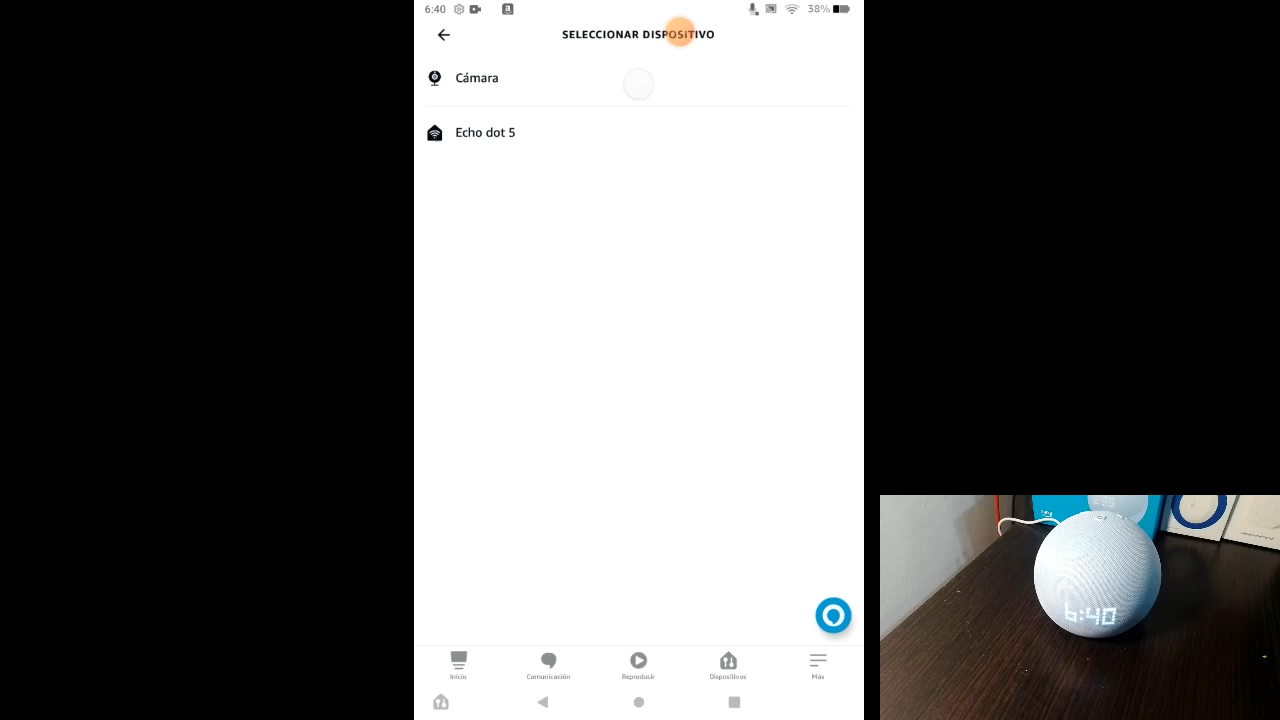 6:40
38%
SELECCIONAR DISPOSITIVO
Cámara
Echo dot 5
Inicio
Comunicación
Reproducir
Dispositivos
Más
6:40